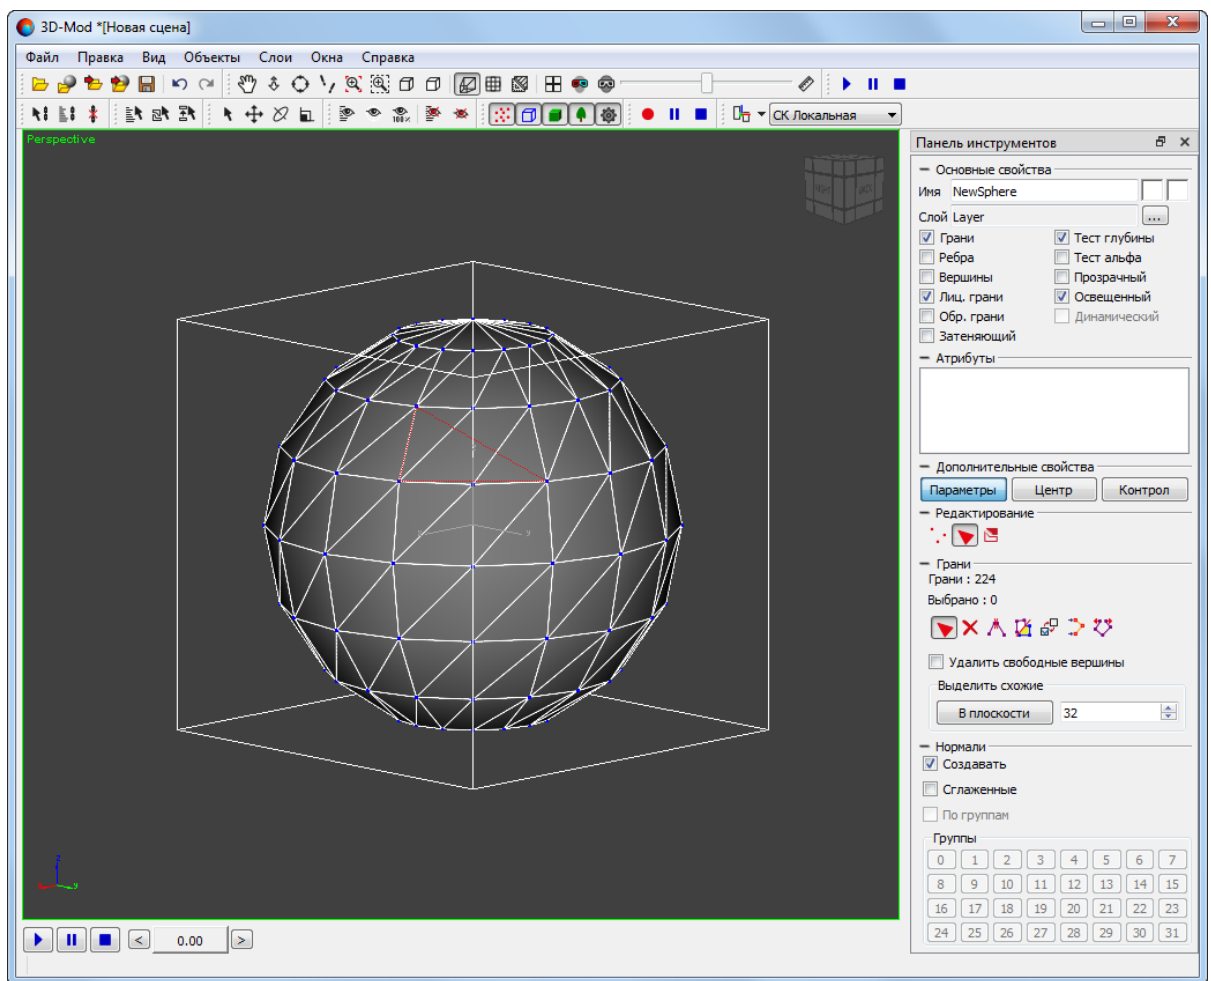 3D-Mod *[Новая сцена]
Файл Правка Вид Объекты Слои Окна Справка
100%
СК Локальная
Perspective
Панель инструментов
Основные свойства
Имя NewSphere
Слой Layer ...
Грани Тест глубины
Ребра Тест альфа
Вершины Прозрачный
Лиц. грани Освещенный
Обр. грани Динамический
Затеняющий
Атрибуты
Дополнительные свойства
Параметры Центр Контрол
Редактирование
Грани
Грани : 224
Выбрано : 0
Удалить свободные вершины
Выделить схожие
В плоскости 32
Нормали
Создавать
Сглаженные
По группам
Группы
0 1 2 3 4 5 6 7
8 9 10 11 12 13 14 15
16 17 18 19 20 21 22 23
24 25 26 27 28 29 30 31
y
z
x y
< 0.00 >